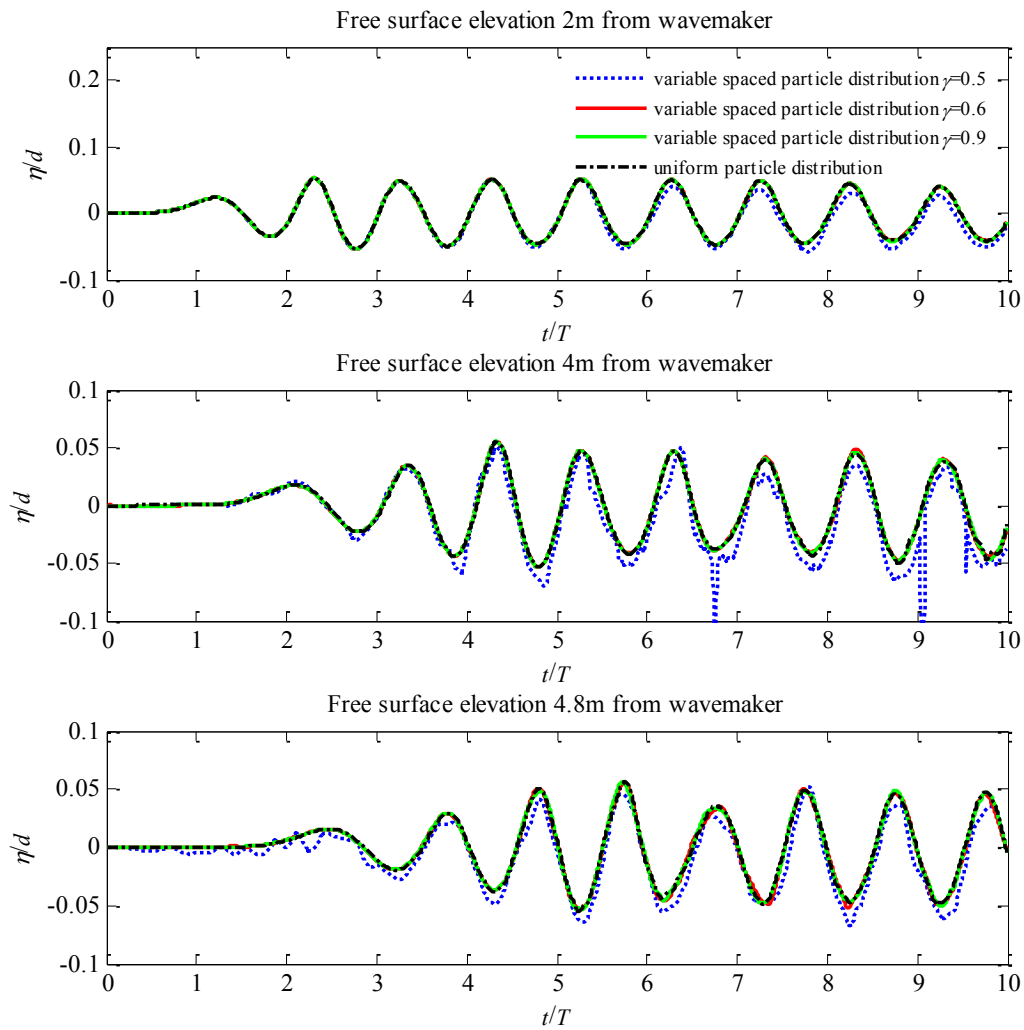 Free surface elevation 2m from wavemaker
0.2
0.1
0
-0.1
η/d
variable spaced particle distribution γ=0.5
variable spaced particle distribution γ=0.6
variable spaced particle distribution γ=0.9
uniform particle distribution
0 1 2 3 4 5 6 7 8 9 10
t/T
Free surface elevation 4m from wavemaker
0.1
0.05
0
-0.05
-0.1
η/d
0 1 2 3 4 5 6 7 8 9 10
t/T
Free surface elevation 4.8m from wavemaker
0.1
0.05
0
-0.05
-0.1
η/d
0 1 2 3 4 5 6 7 8 9 10
t/T